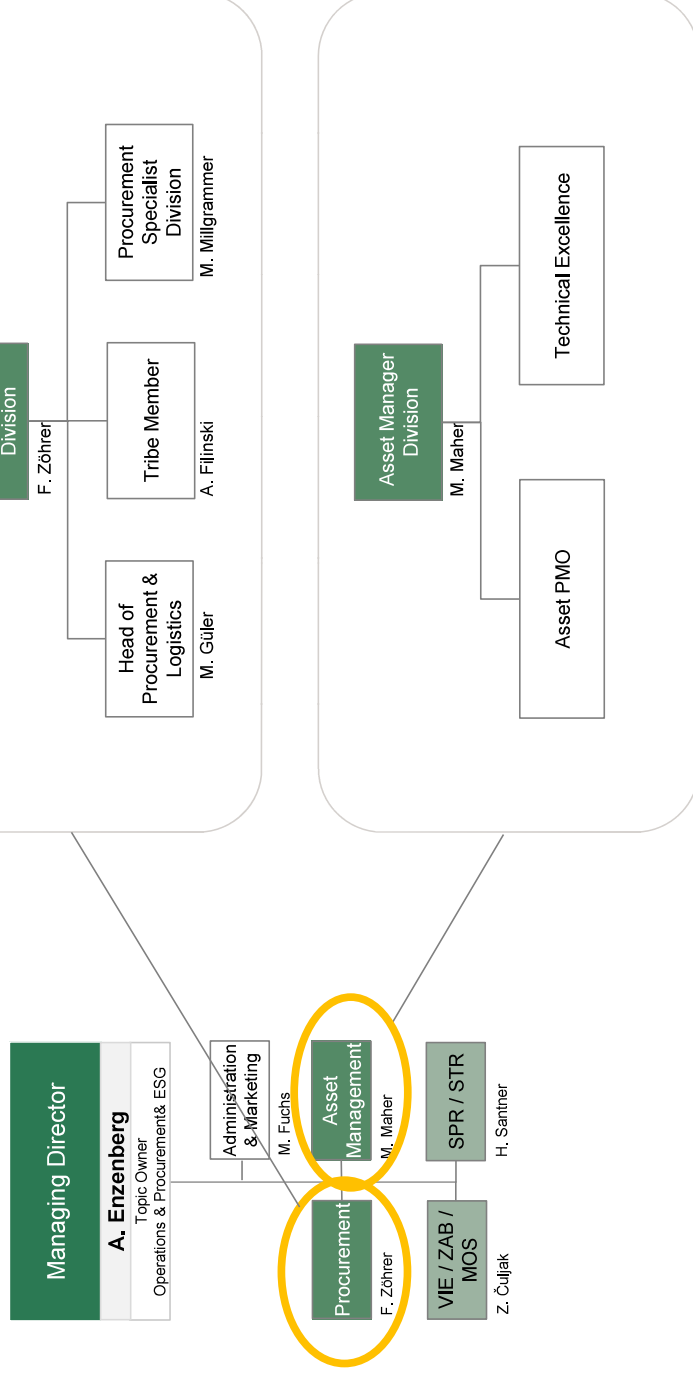 Managing Director
A. Enzenberg
Topic Owner
Operations & Procurement& ESG
Administration
& Marketing
M. Fuchs
Procurement
F. Zöhrer
Asset
Management
M. Maher
VIE / ZAB /
MOS
Z. Čuljak
SPR / STR
H. Santner
Division
F. Zöhrer
Head of
Procurement &
Logistics
M. Güler
Tribe Member
A. Filinski
Procurement
Specialist
Division
M. Millgrammer
Asset Manager
Division
M. Maher
Asset PMO
Technical Excellence